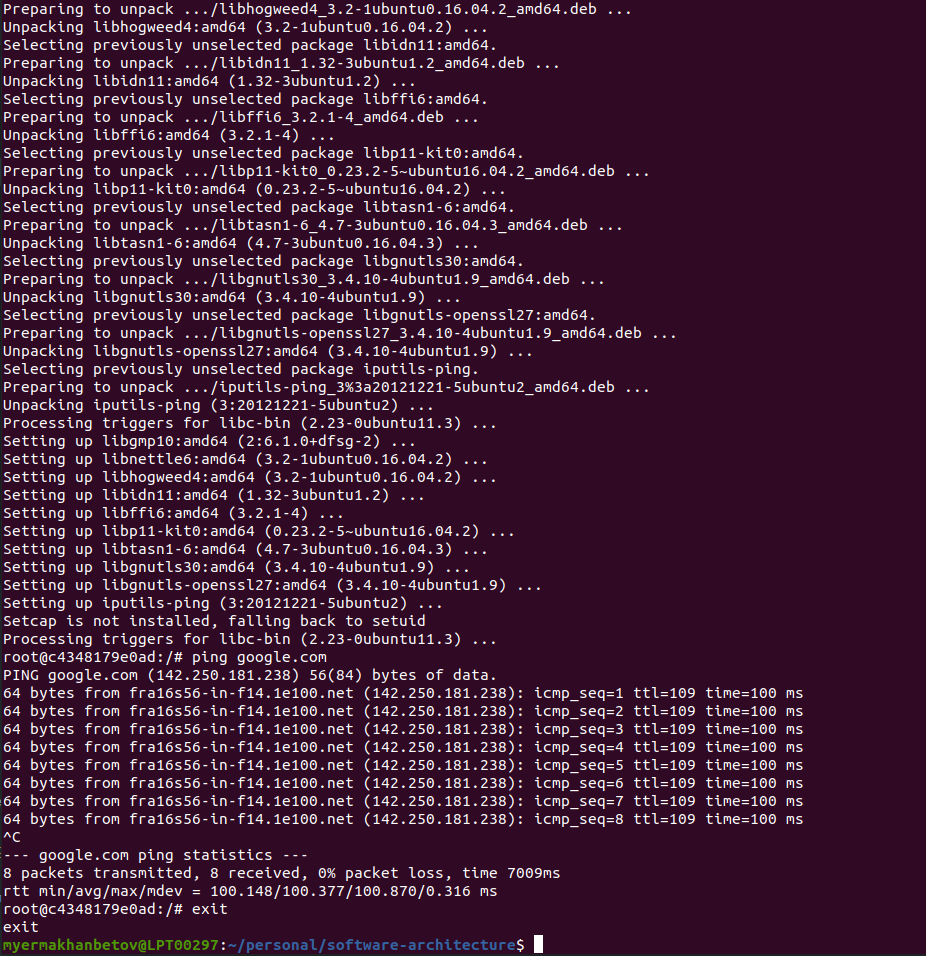 Preparing to unpack .../libhogweed4_3.2-1ubuntu0.16.04.2_amd64.deb ...
Unpacking libhogweed4:amd64 (3.2-1ubuntu0.16.04.2) ...
Selecting previously unselected package libidn11:amd64.
Preparing to unpack .../libidn11_1.32-3ubuntu1.2_amd64.deb ...
Unpacking libidn11:amd64 (1.32-3ubuntu1.2) ...
Selecting previously unselected package libffi6:amd64.
Preparing to unpack .../libffi6_3.2.1-4_amd64.deb ...
Unpacking libffi6:amd64 (3.2.1-4) ...
Selecting previously unselected package libp11-kit0:amd64.
Preparing to unpack .../libp11-kit0_0.23.2-5~ubuntu16.04.2_amd64.deb ...
Unpacking libp11-kit0:amd64 (0.23.2-5~ubuntu16.04.2) ...
Selecting previously unselected package libtasn1-6:amd64.
Preparing to unpack .../libtasn1-6_4.7-3ubuntu0.16.04.3_amd64.deb ...
Unpacking libtasn1-6:amd64 (4.7-3ubuntu0.16.04.3) ...
Selecting previously unselected package libgnutls30:amd64.
Preparing to unpack .../libgnutls30_3.4.10-4ubuntu1.9_amd64.deb ...
Unpacking libgnutls30:amd64 (3.4.10-4ubuntu1.9) ...
Selecting previously unselected package libgnutls-openssl27:amd64.
Preparing to unpack .../libgnutls-openssl27_3.4.10-4ubuntu1.9_amd64.deb ...
Unpacking libgnutls-openssl27:amd64 (3.4.10-4ubuntu1.9) ...
Selecting previously unselected package iputils-ping.
Preparing to unpack .../iputils-ping_3%3a20121221-5ubuntu2_amd64.deb ...
Unpacking iputils-ping (3:20121221-5ubuntu2) ...
Processing triggers for libc-bin (2.23-0ubuntu11.3) ...
Setting up libgmp10:amd64 (2:6.1.0+dfsg-2) ...
Setting up libnettle6:amd64 (3.2-1ubuntu0.16.04.2) ...
Setting up libhogweed4:amd64 (3.2-1ubuntu0.16.04.2) ...
Setting up libidn11:amd64 (1.32-3ubuntu1.2) ...
Setting up libffi6:amd64 (3.2.1-4) ...
Setting up libp11-kit0:amd64 (0.23.2-5~ubuntu16.04.2) ...
Setting up libtasn1-6:amd64 (4.7-3ubuntu0.16.04.3) ...
Setting up libgnutls30:amd64 (3.4.10-4ubuntu1.9) ...
Setting up libgnutls-openssl27:amd64 (3.4.10-4ubuntu1.9) ...
Setting up iputils-ping (3:20121221-5ubuntu2) ...
Setcap is not installed, falling back to setuid
Processing triggers for libc-bin (2.23-0ubuntu11.3) ...
root@c4348179e0ad:/# ping google.com
PING google.com (142.250.181.238) 56(84) bytes of data.
64 bytes from fra16s56-in-f14.1e100.net (142.250.181.238): icmp_seq=1 ttl=109 time=100 ms
64 bytes from fra16s56-in-f14.1e100.net (142.250.181.238): icmp_seq=2 ttl=109 time=100 ms
64 bytes from fra16s56-in-f14.1e100.net (142.250.181.238): icmp_seq=3 ttl=109 time=100 ms
64 bytes from fra16s56-in-f14.1e100.net (142.250.181.238): icmp_seq=4 ttl=109 time=100 ms
64 bytes from fra16s56-in-f14.1e100.net (142.250.181.238): icmp_seq=5 ttl=109 time=100 ms
64 bytes from fra16s56-in-f14.1e100.net (142.250.181.238): icmp_seq=6 ttl=109 time=100 ms
64 bytes from fra16s56-in-f14.1e100.net (142.250.181.238): icmp_seq=7 ttl=109 time=100 ms
64 bytes from fra16s56-in-f14.1e100.net (142.250.181.238): icmp_seq=8 ttl=109 time=100 ms
^C
--- google.com ping statistics ---
8 packets transmitted, 8 received, 0% packet loss, time 7009ms
rtt min/avg/max/mdev = 100.148/100.377/100.870/0.316 ms
root@c4348179e0ad:/# exit
exit
myermakhanbetov@LPT00297:~/personal/software-architecture$